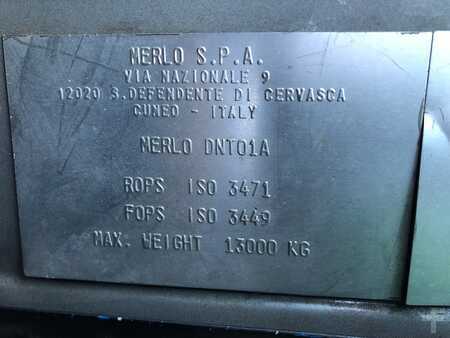 MERLO S.P.A.
VIA NAZIONALE 9
12020 S.DEFENDENTE DI CERVASCA
CUNEO - ITALY
MERLO DNT01A
ROPS ISO 3471
FOPS ISO 3449
MAX. WEIGHT 13000 KG